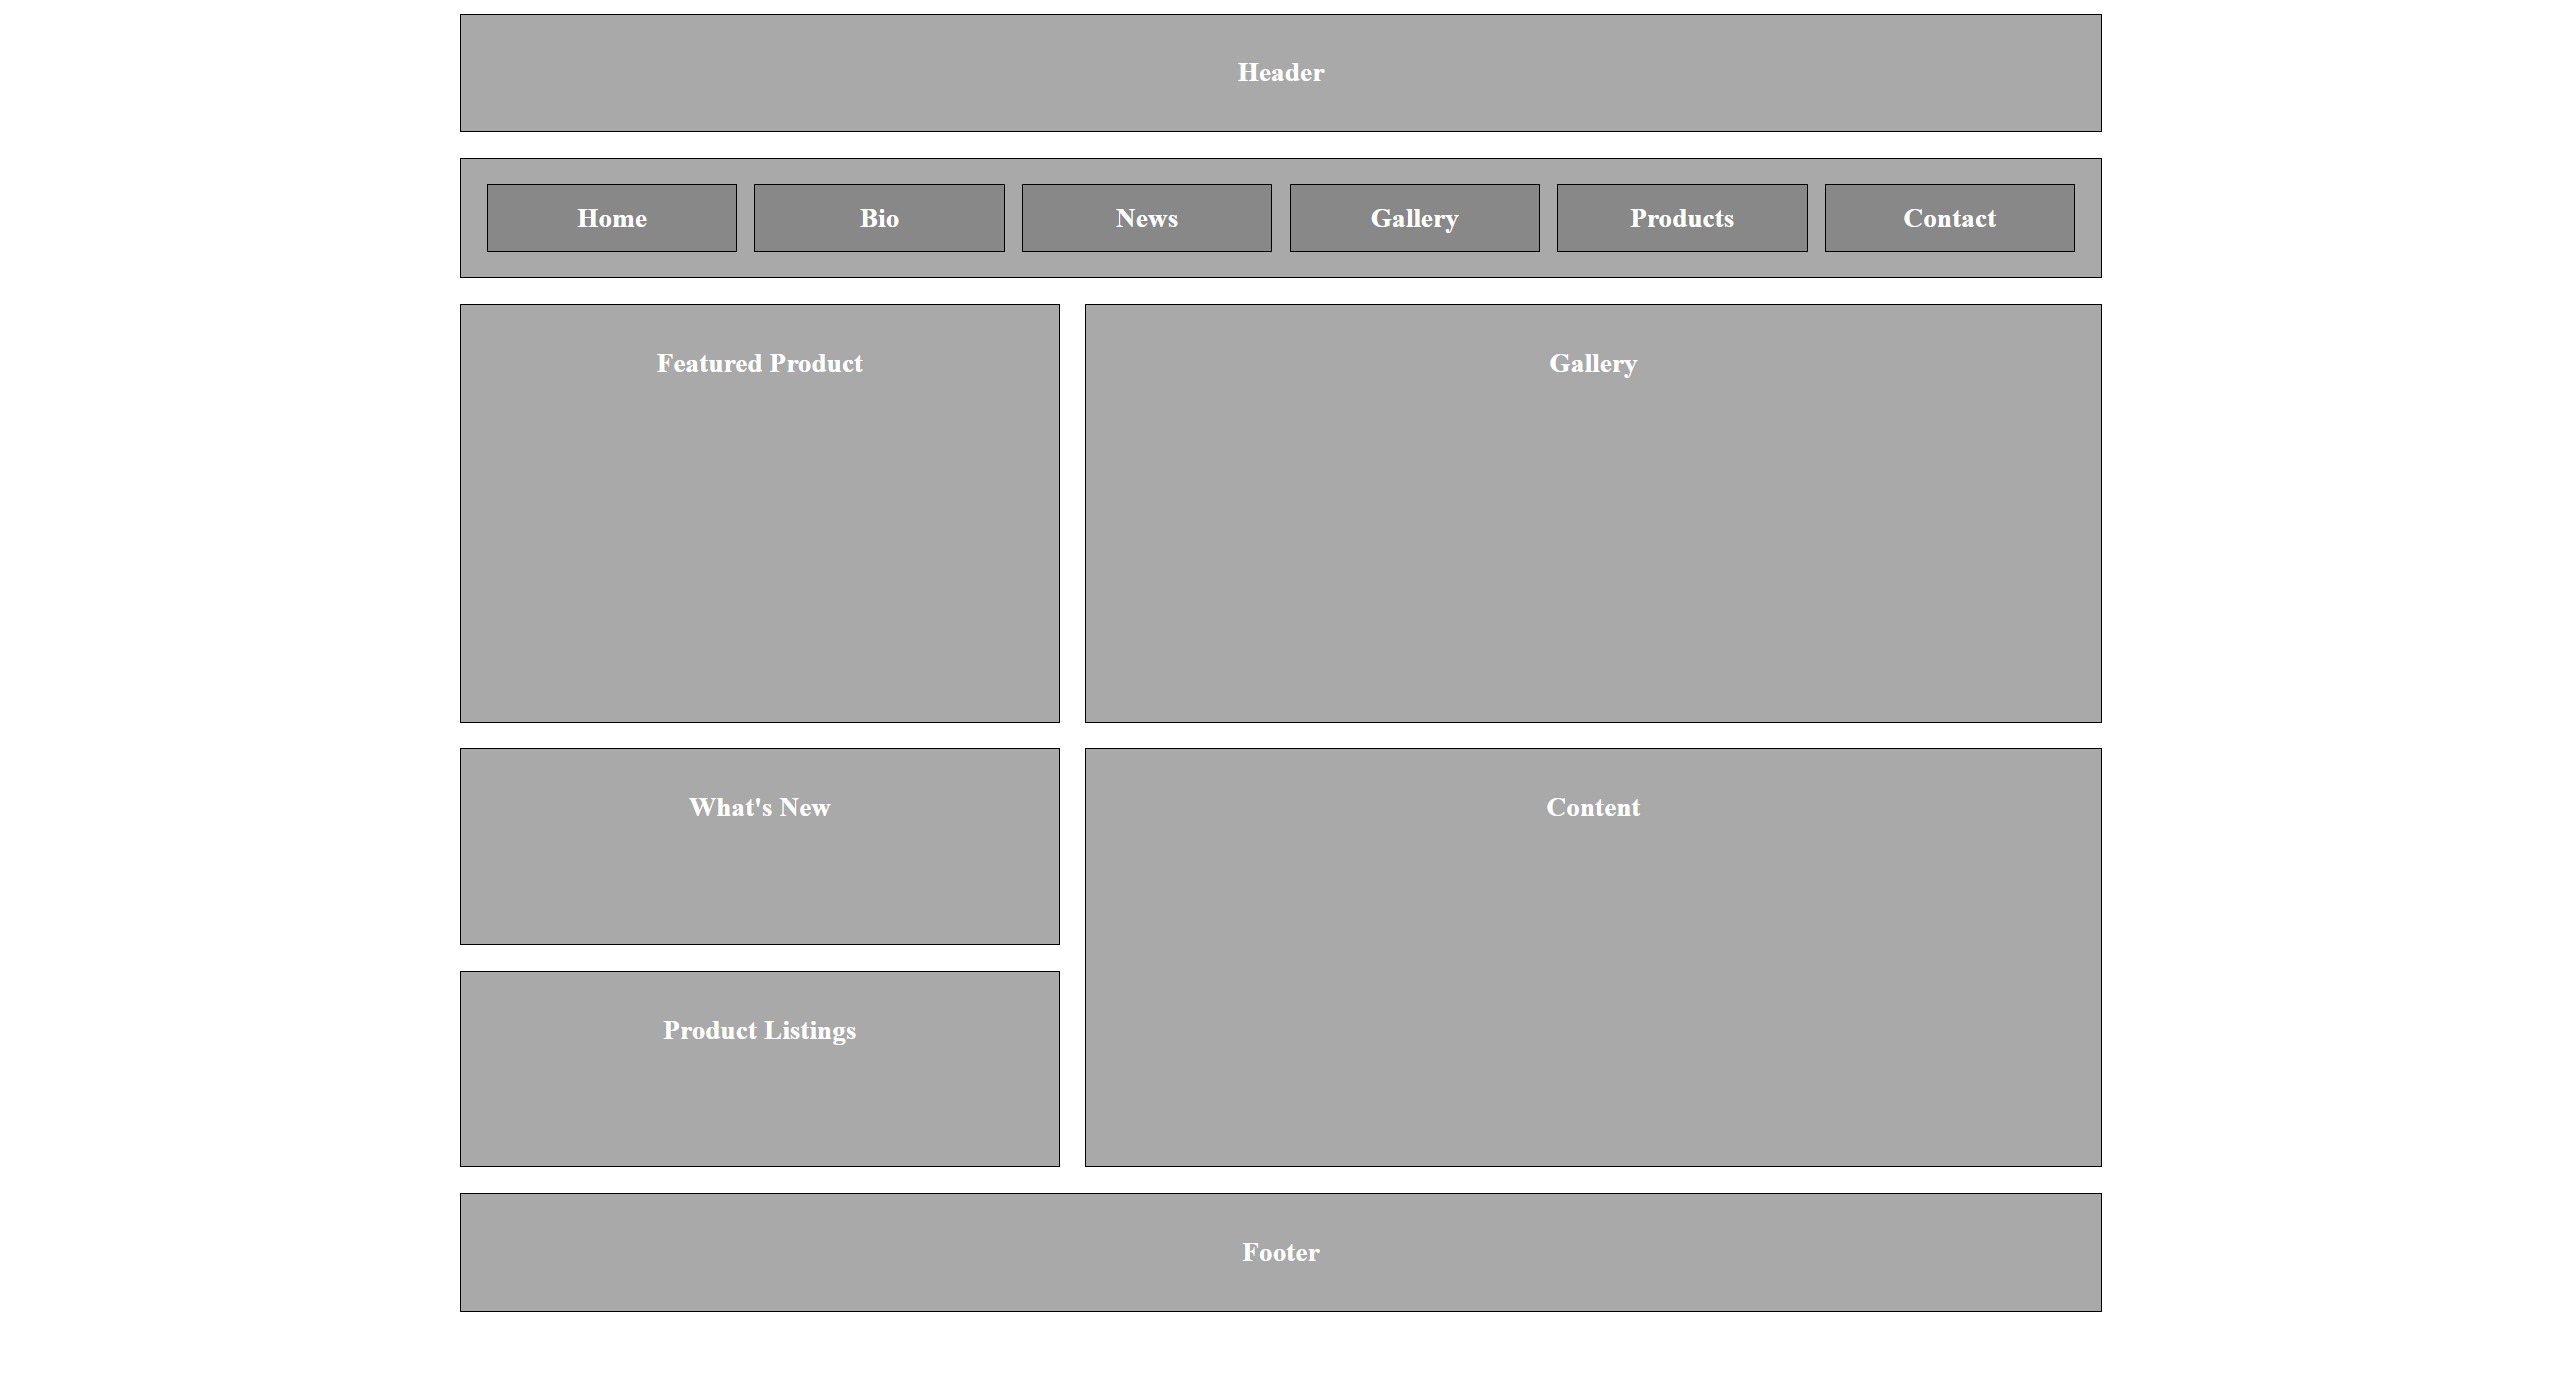 Header
Home
Bio
News
Gallery
Products
Contact
Featured Product
Gallery
What's New
Content
Product Listings
Footer